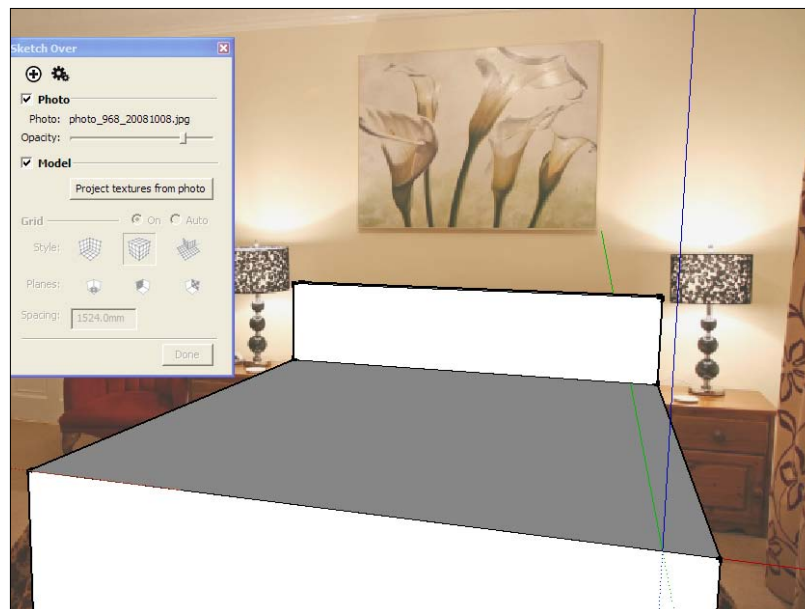 Sketch Over
Photo
Photo: photo_968_20081008.jpg
Opacity:
Model
Project textures from photo
Grid On Auto
Style:
Planes:
Spacing: 1524.0mm
Done